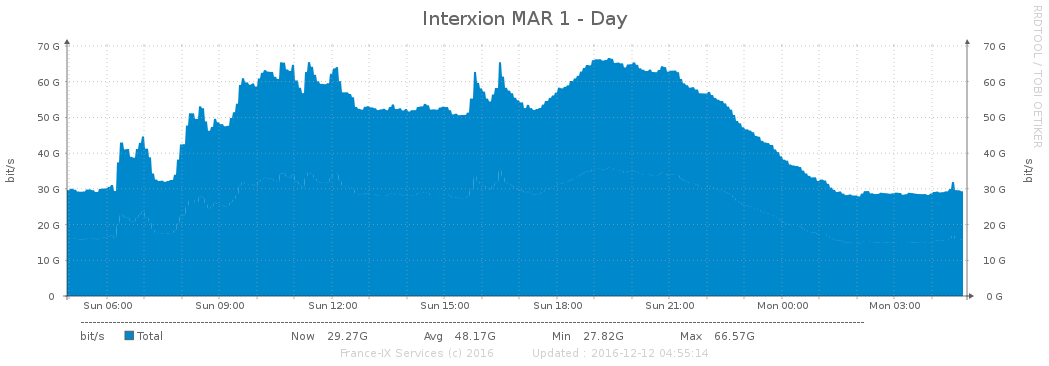 Interxion MAR 1 - Day
RRDTOOL / TOBI OETIKER
bit/s
70 G 70 G
60 G 60 G
50 G 50 G
40 G 40 G
30 G 30 G
20 G 20 G
10 G 10 G
0 0 G
bit/s
Sun 06:00 Sun 09:00 Sun 12:00 Sun 15:00 Sun 18:00 Sun 21:00 Mon 00:00 Mon 03:00
bit/s Total Now 29.27G Avg 48.17G Min 27.82G Max 66.57G
France-IX Services (c) 2016 Updated : 2016-12-12 04:55:14